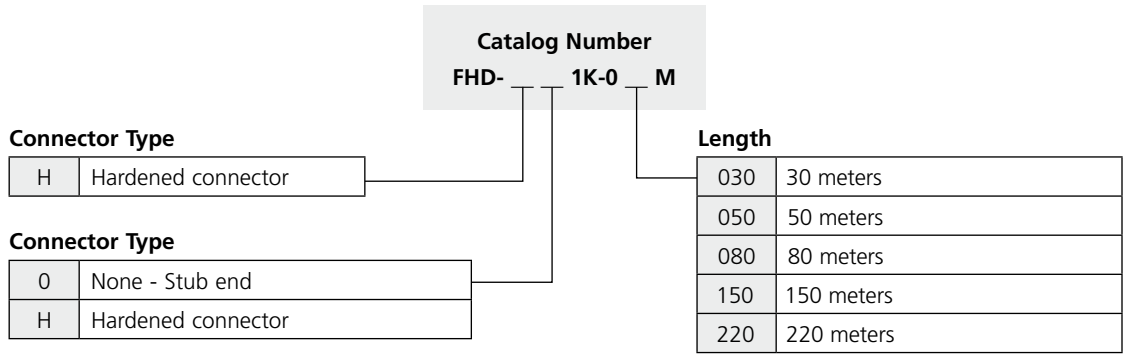 Catalog Number
FHD- __ __ 1K-0 __ M
Connector Type
H Hardened connector
Connector Type
0 None - Stub end
H Hardened connector
Length
030 30 meters
050 50 meters
080 80 meters
150 150 meters
220 220 meters